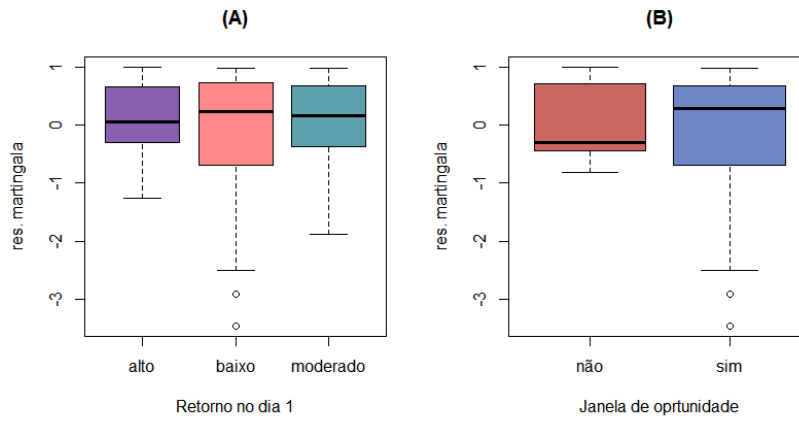 (A)
res. martingala
1
0
-1
-2
-3
alto baixo moderado
Retorno no dia 1
(B)
res. martingala
1
0
-1
-2
-3
não sim
Janela de oprtunidade